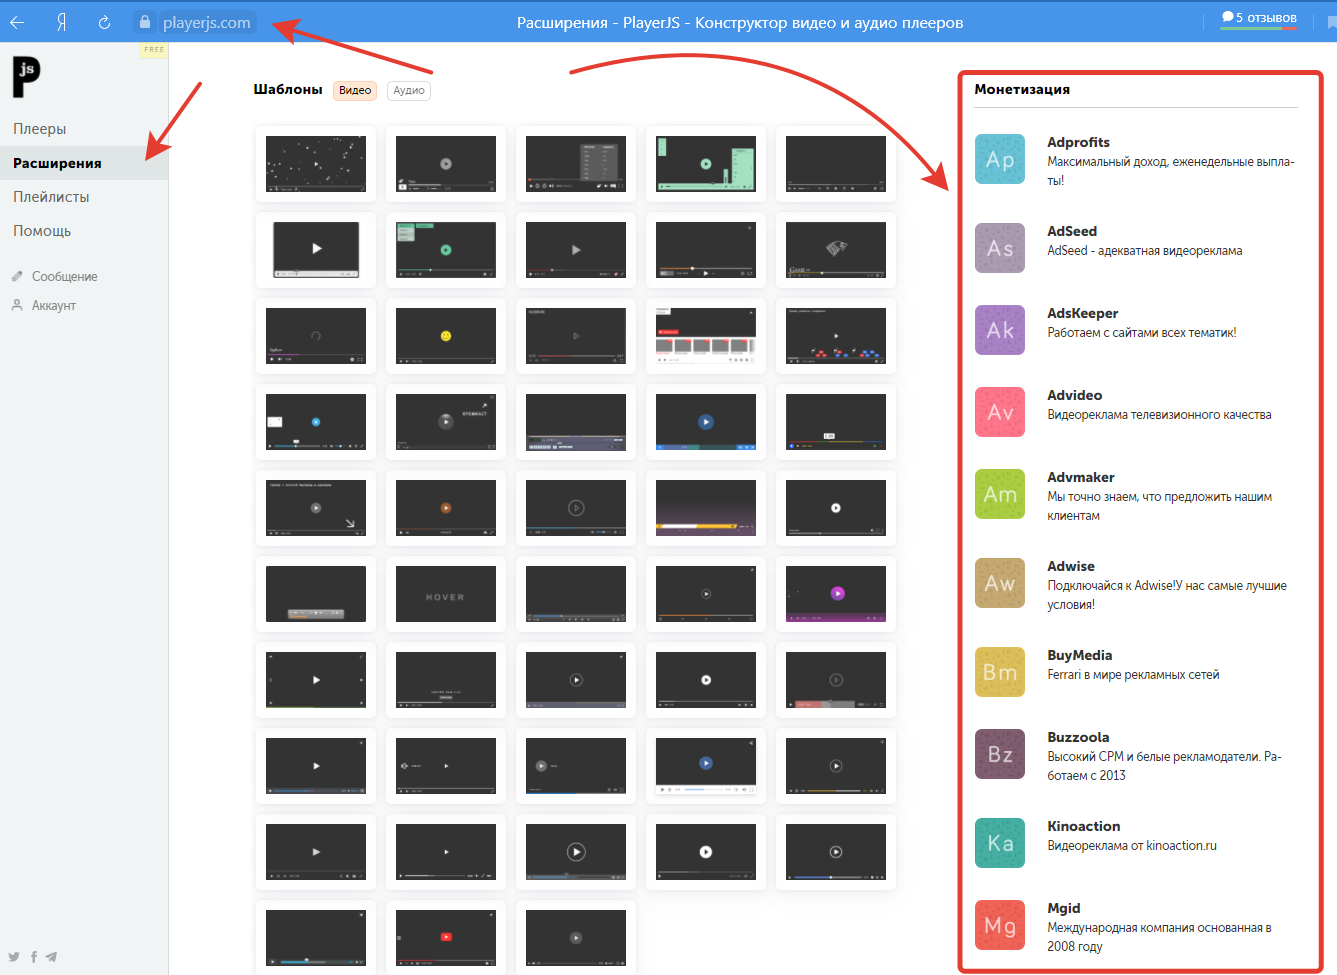 playerjs.com
Расширения - PlayerJS - Конструктор видео и аудио плееров
5 отзывов
FREE
js
P
Плееры
Расширения
Плейлисты
Помощь
Сообщение
Аккаунт
Шаблоны
Видео
Аудио
HOVER
Монетизация
Ap
Adprofits
Максимальный доход, еженедельные выпла-
ты!
As
AdSeed
AdSeed - адекватная видеореклама
Ak
AdsKeeper
Работаем с сайтами всех тематик!
Av
Advideo
Видеореклама телевизионного качества
Am
Advmaker
Мы точно знаем, что предложить нашим
клиентам
Aw
Adwise
Подключайся к Adwise!У нас самые лучшие
условия!
Bm
BuyMedia
Ferrari в мире рекламных сетей
Bz
Buzzoola
Высокий CPM и белые рекламодатели. Ра-
ботаем с 2013
Ka
Kinoaction
Видеореклама от kinoaction.ru
Mg
Mgid
Международная компания основанная в
2008 году